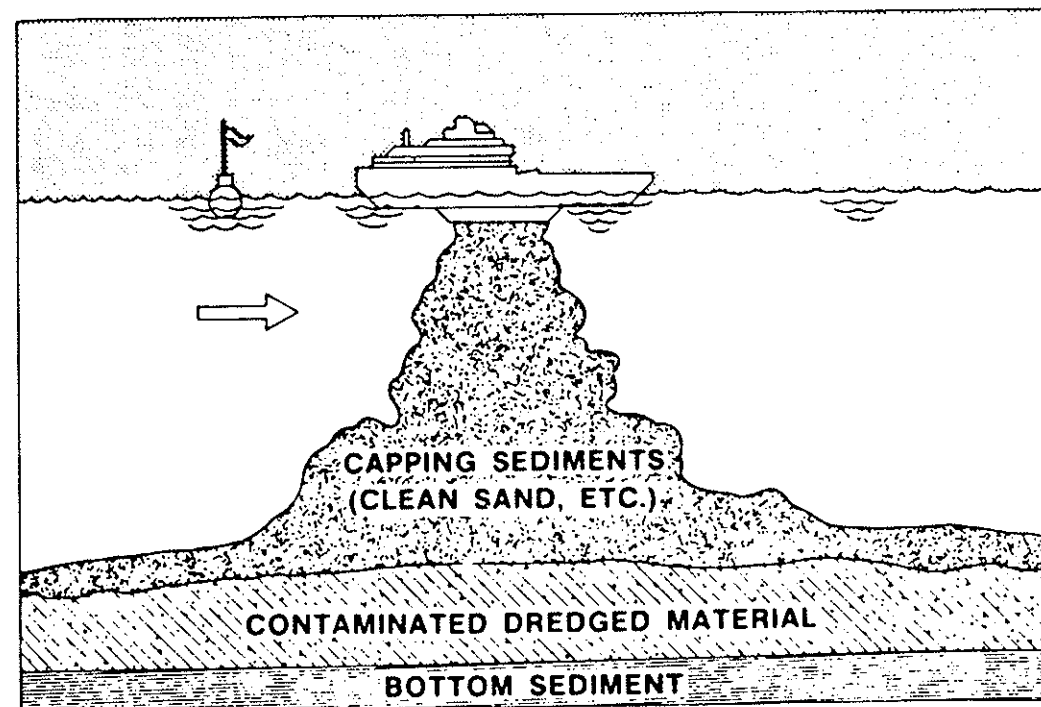 CAPPING SEDIMENTS
(CLEAN SAND, ETC.)
CONTAMINATED DREDGED MATERIAL
BOTTOM SEDIMENT